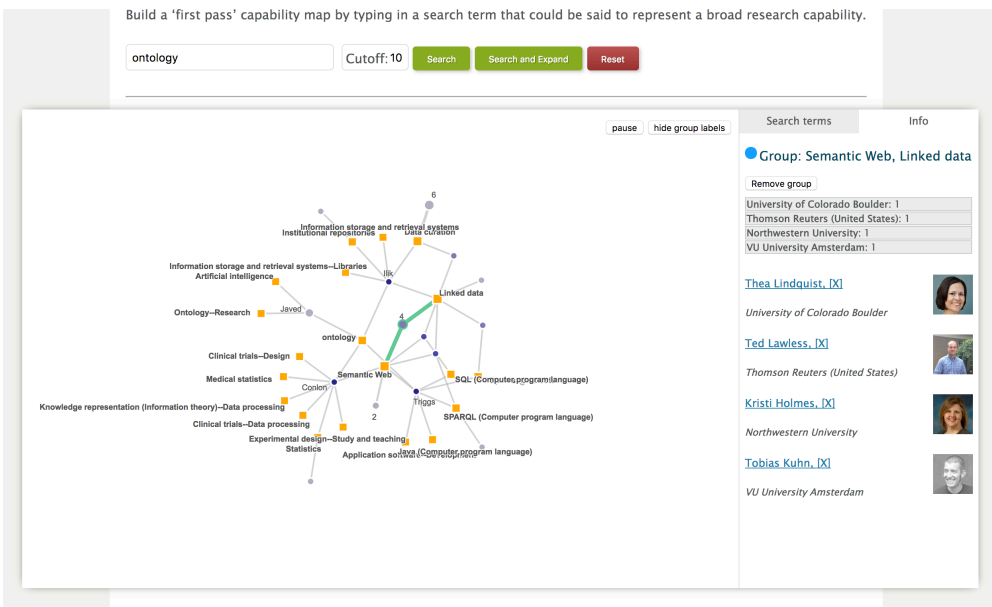 Build a ‘first pass’ capability map by typing in a search term that could be said to represent a broad research capability.
ontology
Cutoff: 10
Search
Search and Expand
Reset
pause
hide group labels
Search terms
Info
Group: Semantic Web, Linked data
Remove group
University of Colorado Boulder: 1
Thomson Reuters (United States): 1
Northwestern University: 1
VU University Amsterdam: 1
Thea Lindquist, [X]
University of Colorado Boulder
Ted Lawless, [X]
Thomson Reuters (United States)
Kristi Holmes, [X]
Northwestern University
Tobias Kuhn, [X]
VU University Amsterdam
6
Information storage and retrieval systems
Institutional repositories
Data curation
Information storage and retrieval systems--Libraries
Artificial intelligence
Ilik
Linked data
Ontology--Research
Javed
4
ontology
Clinical trials--Design
Semantic Web
Medical statistics
Conlon
SQL (Computer program language)
Knowledge representation (Information theory)--Data processing
Triggs
2
SPARQL (Computer program language)
Clinical trials--Data processing
Experimental design--Study and teaching
Statistics
Application software--Development
Java (Computer program language)